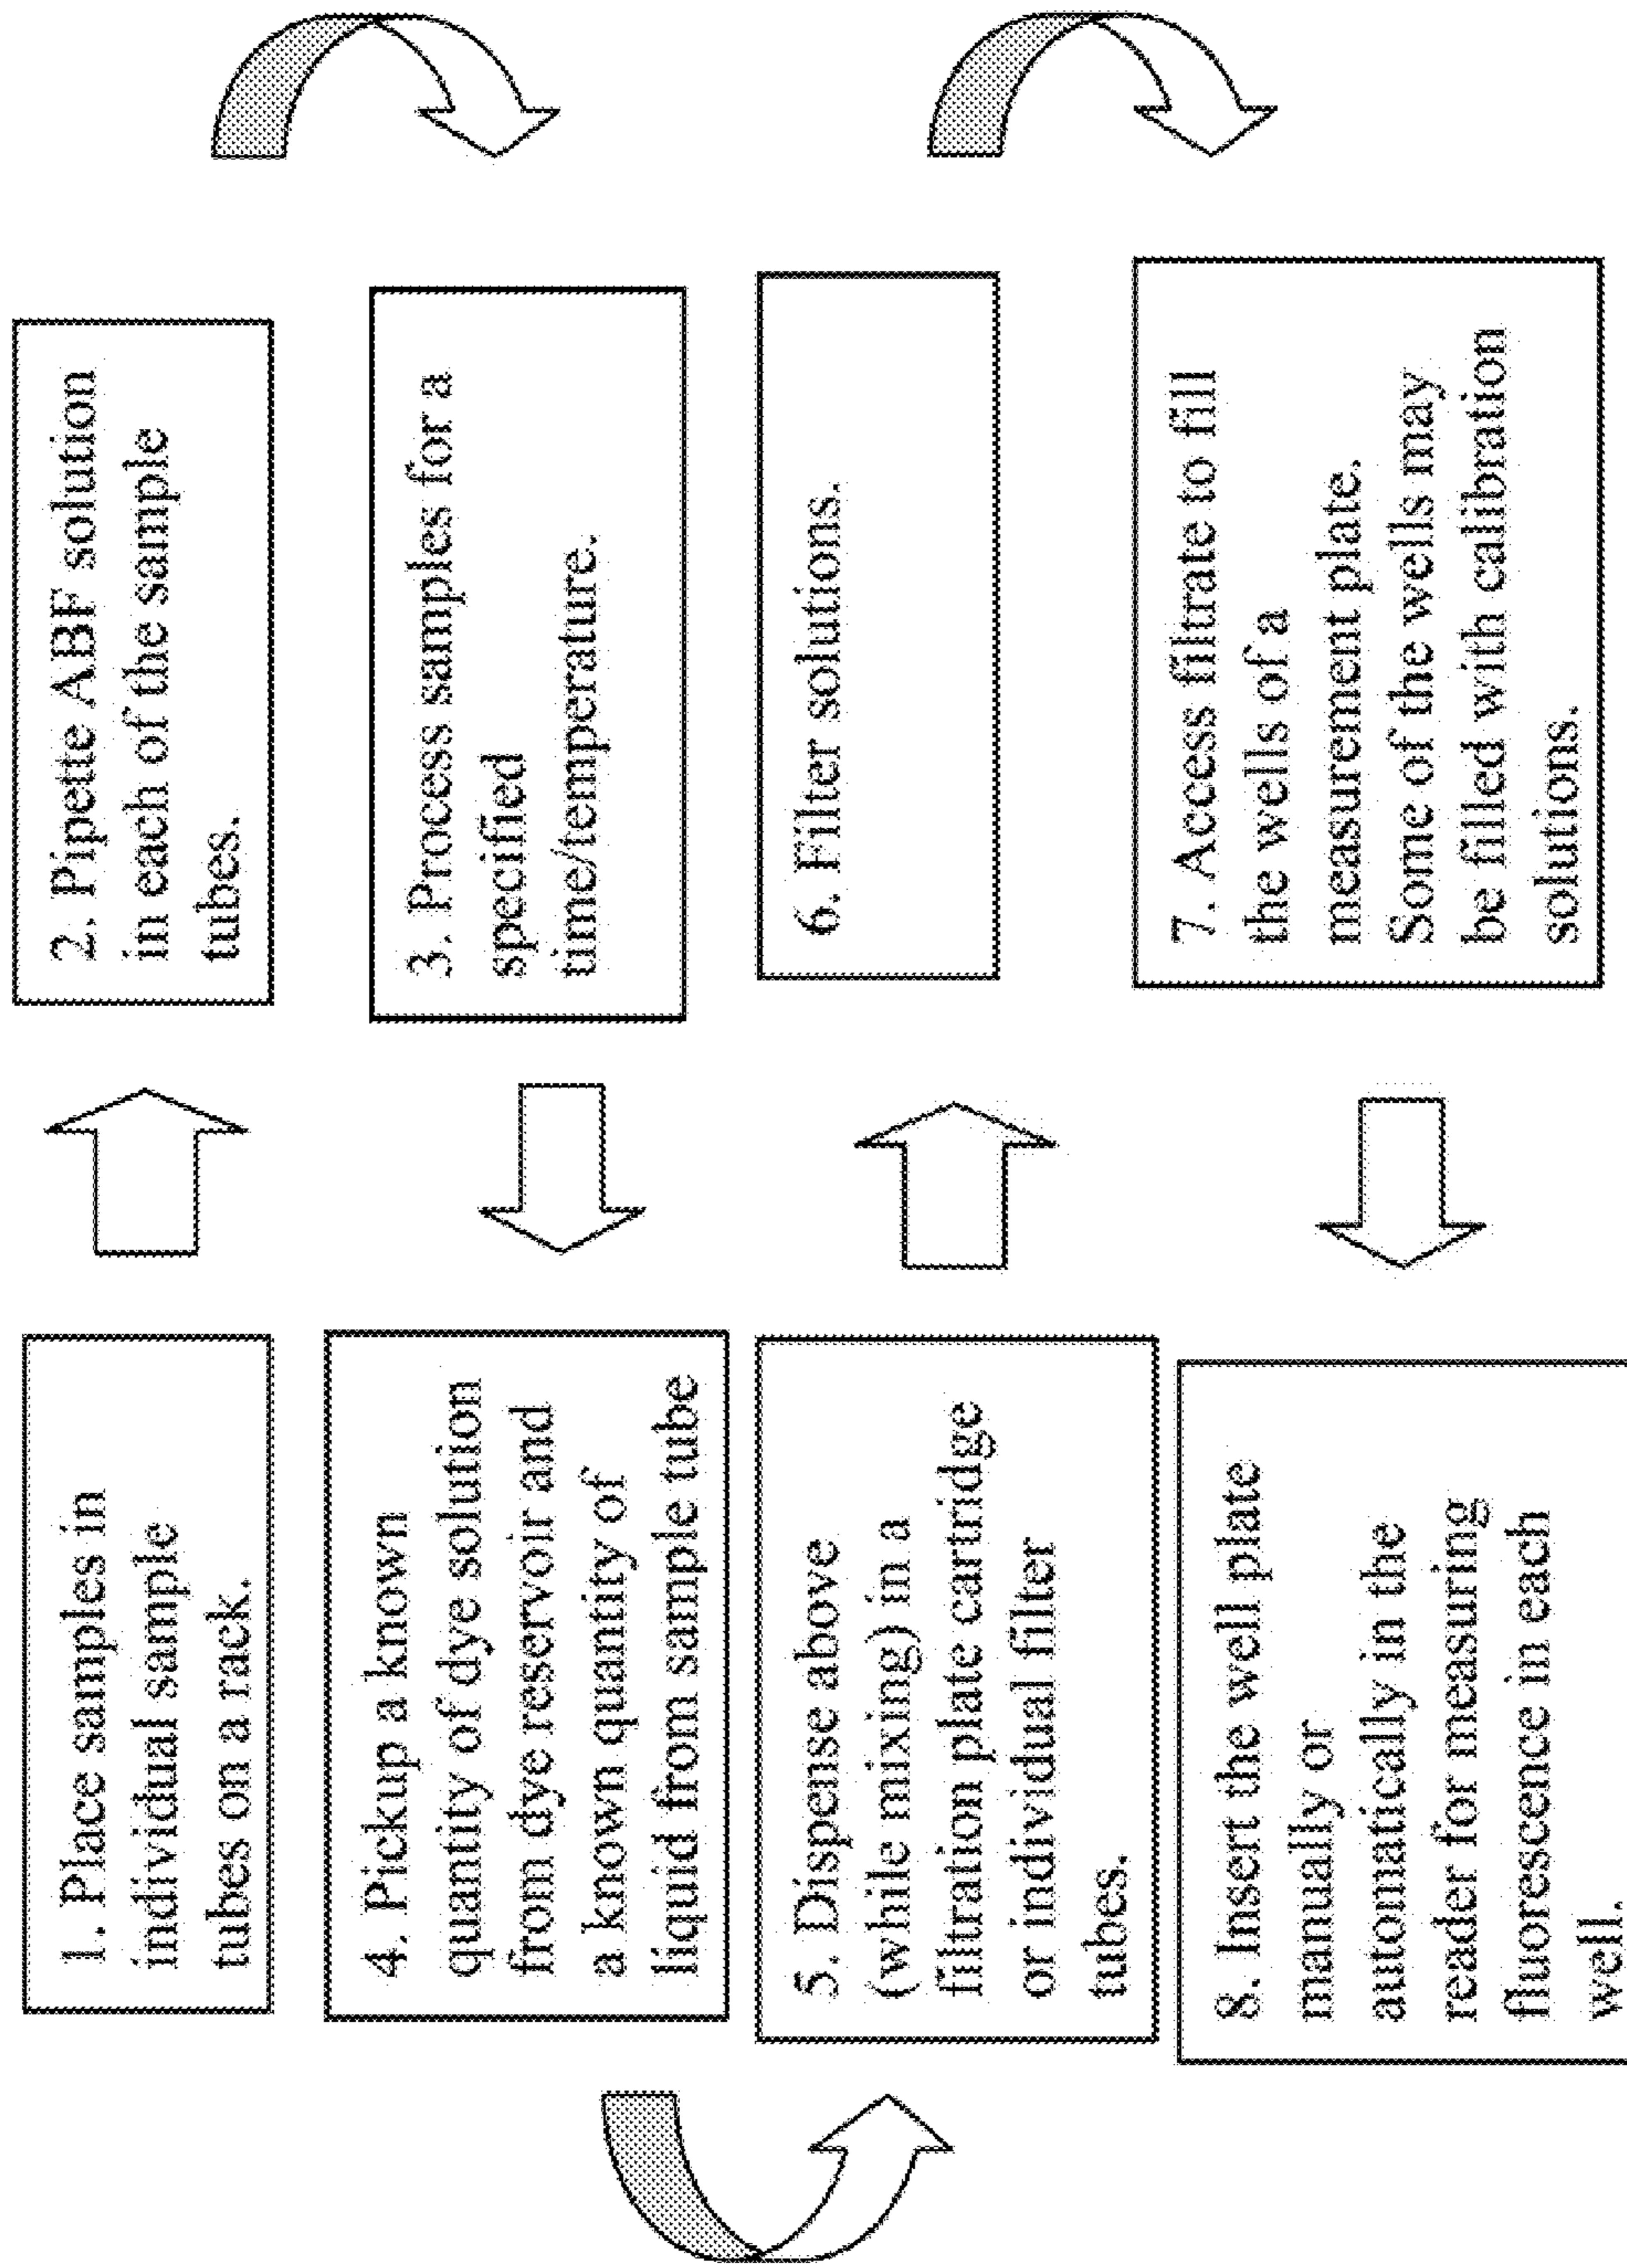 1. Place samples in
individual sample
tubes on a rack.
2. Pipette ABF solution
in each of the sample
tubes.
3. Process samples for a
specified
time/temperature.
4. Pickup a known
quantity of dye solution
from dye reservoir and
a known quantity of
liquid from sample tube
5. Dispense above
(while mixing) in a
filtration plate cartridge
or individual filter
tubes.
6. Filter solutions.
7. Access filtrate to fill
the wells of a
measurement plate.
Some of the wells may
be filled with calibration
solutions.
8. Insert the well plate
manually or
automatically in the
reader for measuring
fluorescence in each
well.